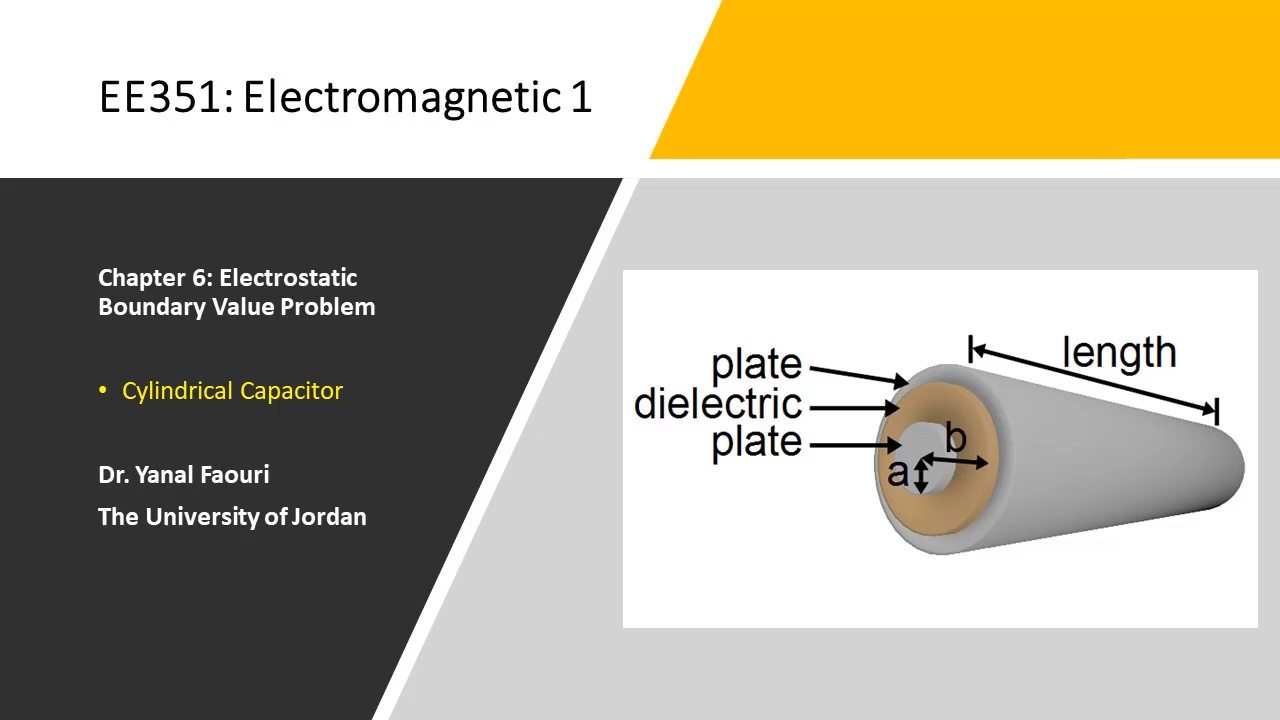 EE351: Electromagnetic 1
Chapter 6: Electrostatic
Boundary Value Problem
• Cylindrical Capacitor
Dr. Yanal Faouri
The University of Jordan
length
plate
dielectric
plate
b
a